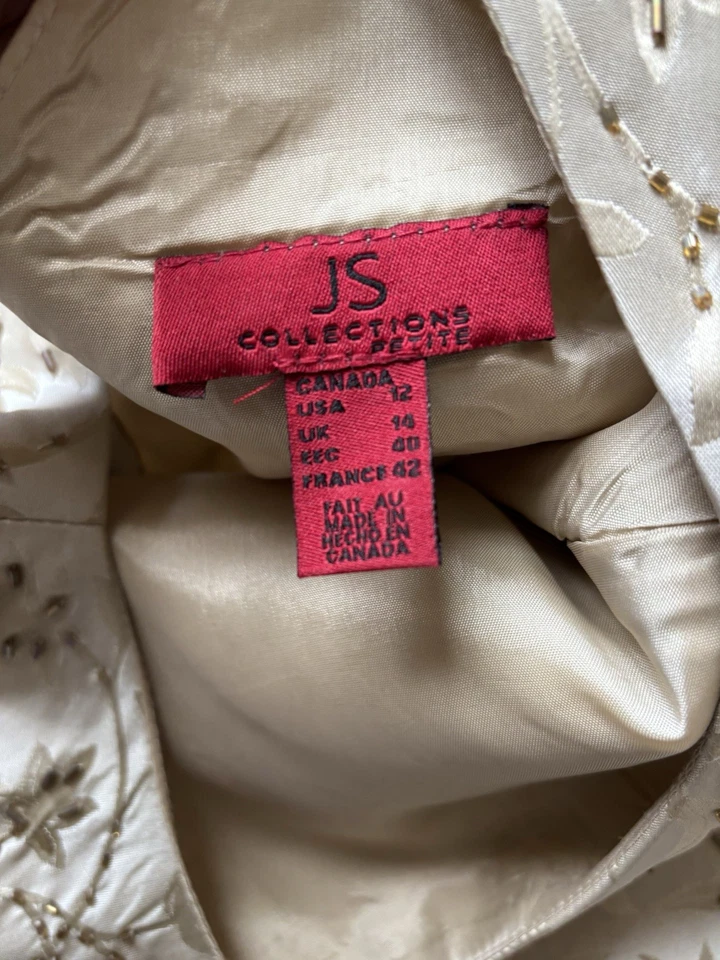 JS
COLLECTIONS
PETITE
CANADA
USA 12
UK 14
EEC 40
FRANCE 42
FAIT AU
MADE IN
HECHO EN
CANADA